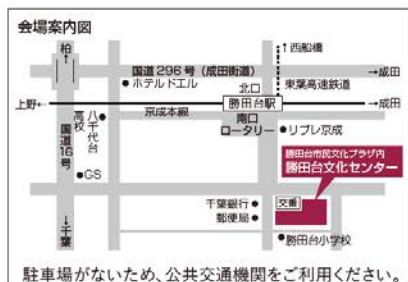 会場案内図
柏
↑西船橋
国道296号(成田街道)
→成田
ホテルドエル
北口
東葉高速鉄道
上野←
勝田台駅
→成田
京成本線
八千代台
高校
南口
ロータリー
リブレ京成
国道16号
勝田台市民文化プラザ内
勝田台文化センター
GS
千葉銀行
交番
郵便局
千葉
勝田台小学校
駐車場がないため、公共交通機関をご利用ください。